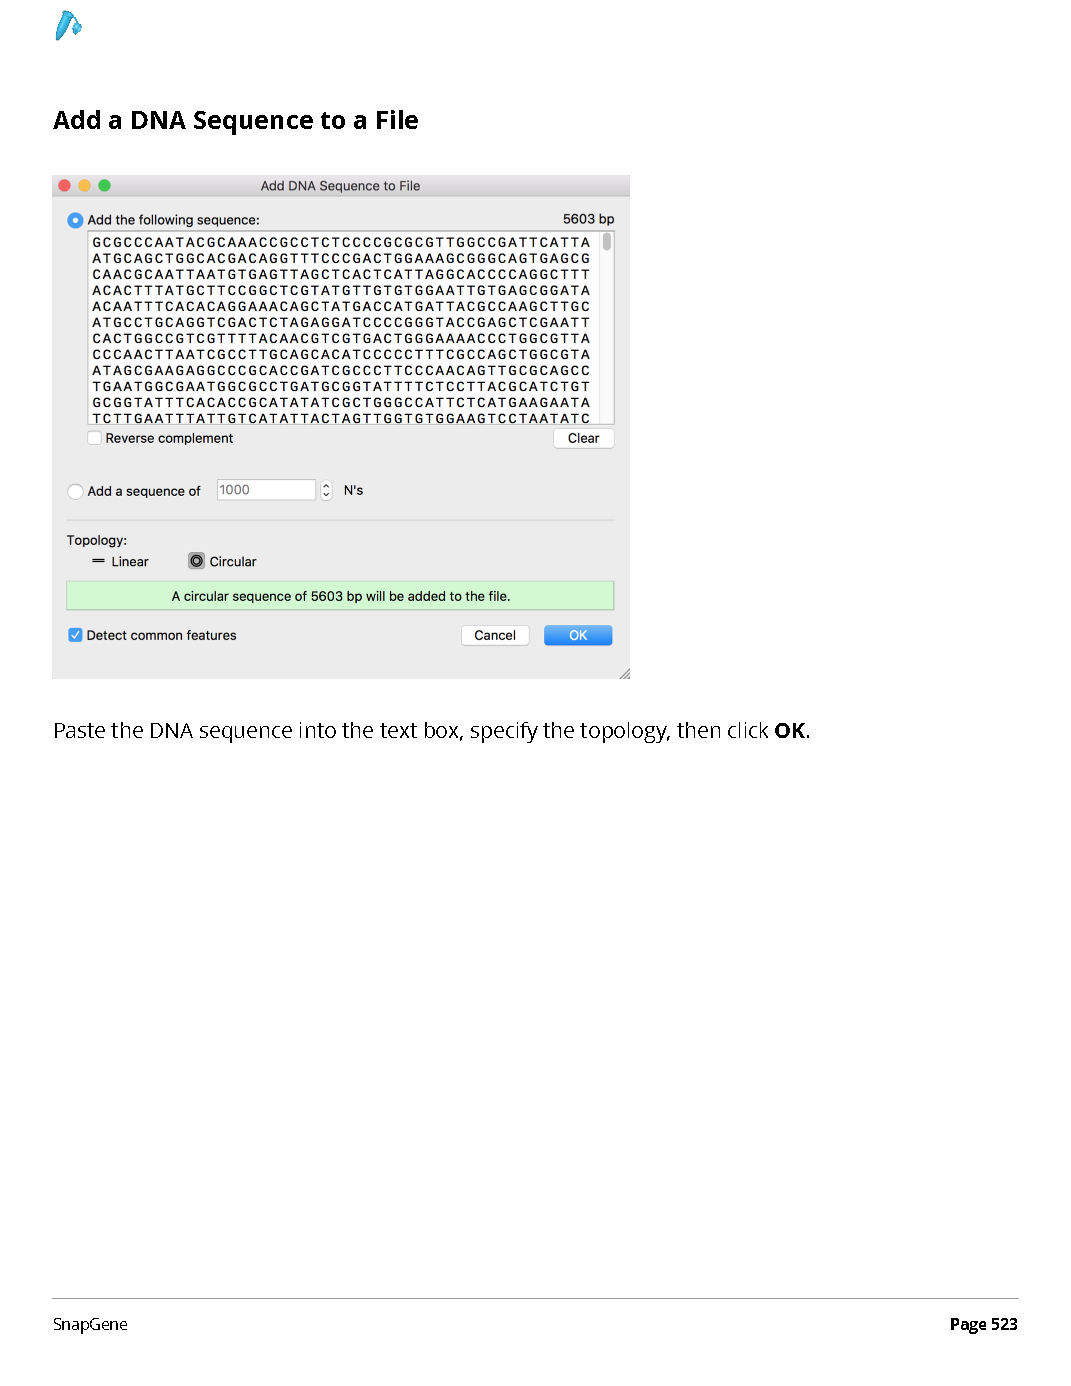 Add a DNA Sequence to a File
Add DNA Sequence to File
Add the following sequence: 5603 bp
GCGCCCAATACGCAAACCGCCTCTCCCCGCGCGTTGGCCGATTCATTA
ATGCAGCTGGCACGACAGGTTTCCCGACTGGAAAGCGGGCAGTGAGCG
CAACGCAATTAATGTGAGTTAGCTCACTCATTAGGCACCCCAGGCTTT
ACACTTTATGCTTCCGGCTCGTATGTTGTGTGGAATTGTGAGCGGATA
ACAATTTCACACAGGAAACAGCTATGACCATGATTACGCCAAGCTTGC
ATGCCTGCAGGTCGACTCTAGAGGATCCCCGGGTACCGAGCTCGAATT
CACTGGCCGTCGTTTTACAACGTCGTGACTGGGAAAACCCTGGCGTTA
CCCAACTTAATCGCCTTGCAGCACATCCCCCTTTCGCCAGCTGGCGTA
ATAGCGAAGAGGCCCGCACCGATCGCCCTTCCCAACAGTTGCGCAGCC
TGAATGGCGAATGGCGCCTGATGCGGTATTTTCTCCTTACGCATCTGT
GCGGTATTTCACACCGCATATATCGCTGGGCCATTCTCATGAAGAATA
TCTTGAATTTATTGTCATATTACTAGTTGGTGTGGAAGTCCTAATATC
Reverse complement Clear
Add a sequence of 1000 N's
Topology:
Linear Circular
A circular sequence of 5603 bp will be added to the file.
Detect common features Cancel OK
Paste the DNA sequence into the text box, specify the topology, then click OK.
SnapGene Page 523